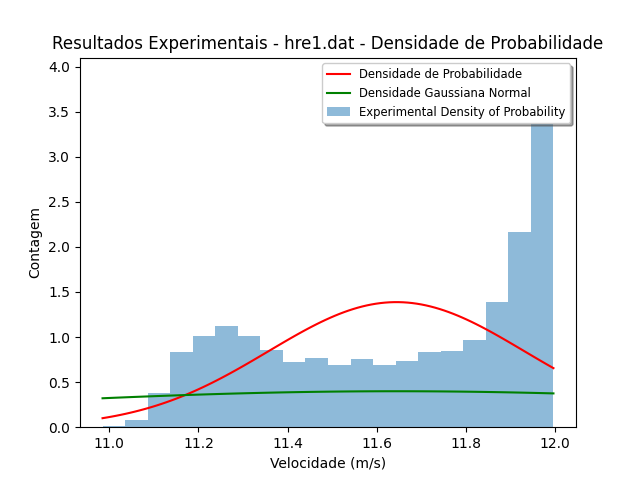 Resultados Experimentais - hre1.dat - Densidade de Probabilidade
Densidade de Probabilidade
Densidade Gaussiana Normal
Experimental Density of Probability
Contagem
4.0
3.5
3.0
2.5
2.0
1.5
1.0
0.5
0.0
11.0 11.2 11.4 11.6 11.8 12.0
Velocidade (m/s)